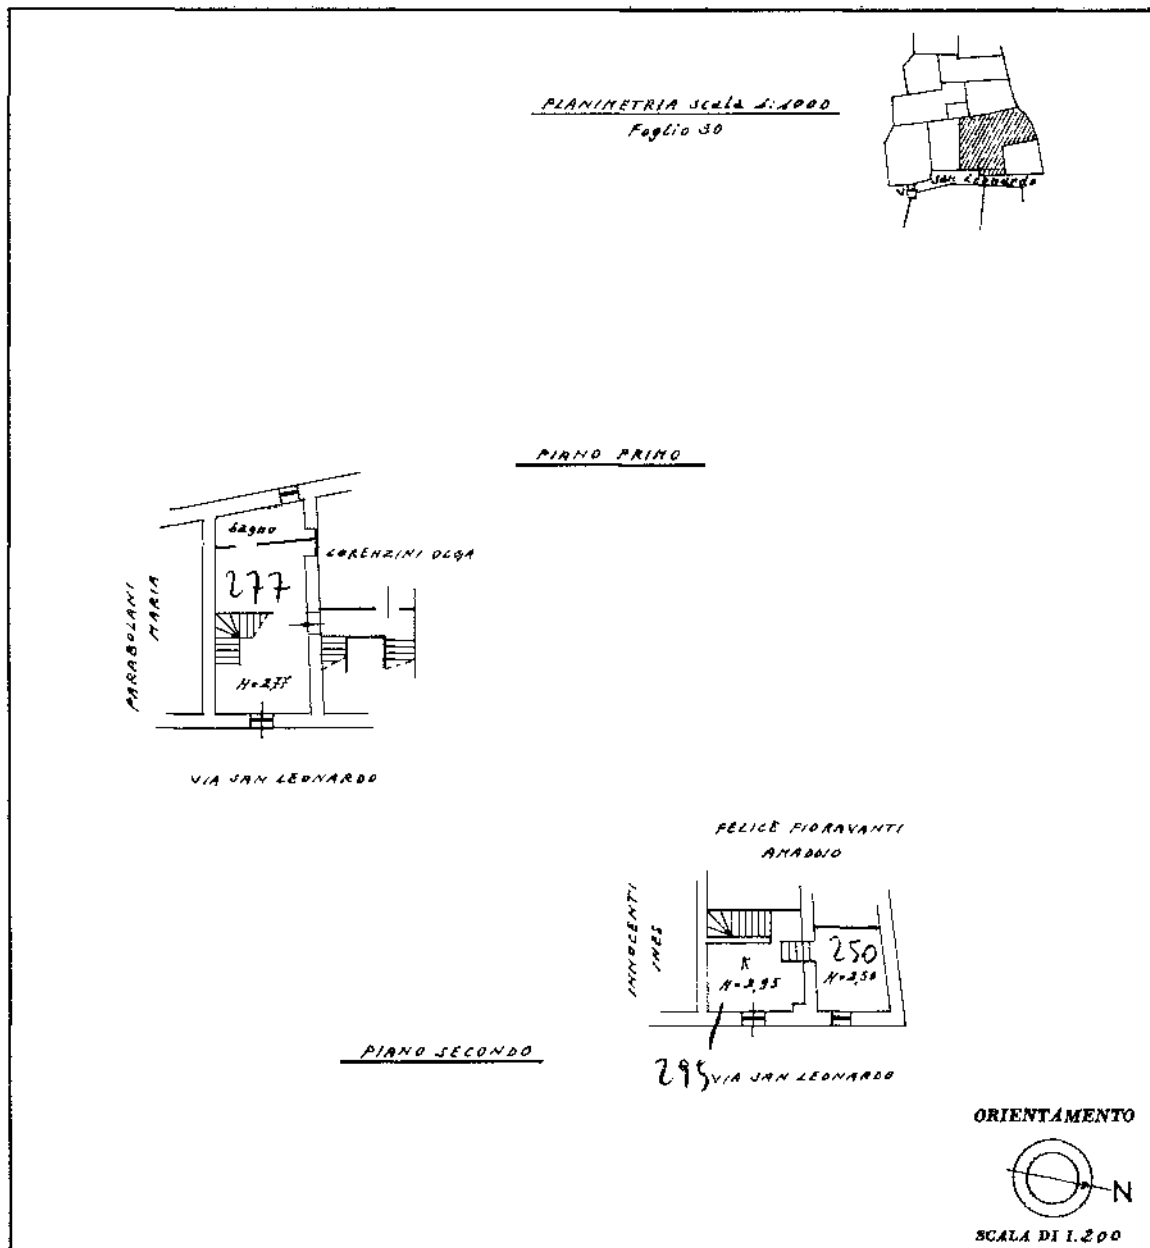 PLANIMETRIA Scala 1:1000
Foglio 30
V. San Leonardo
PIANO PRIMO
bagno
LORENZINI OLGA
277
PARABOLANI
MARIA
H=2,77
VIA SAN LEONARDO
FELICE FIORAVANTI
AMADDIO
INNOCENTI
INES
250
K
H=2,95
H=2,50
PIANO SECONDO
295
VIA SAN LEONARDO
ORIENTAMENTO
N
SCALA DI 1.200